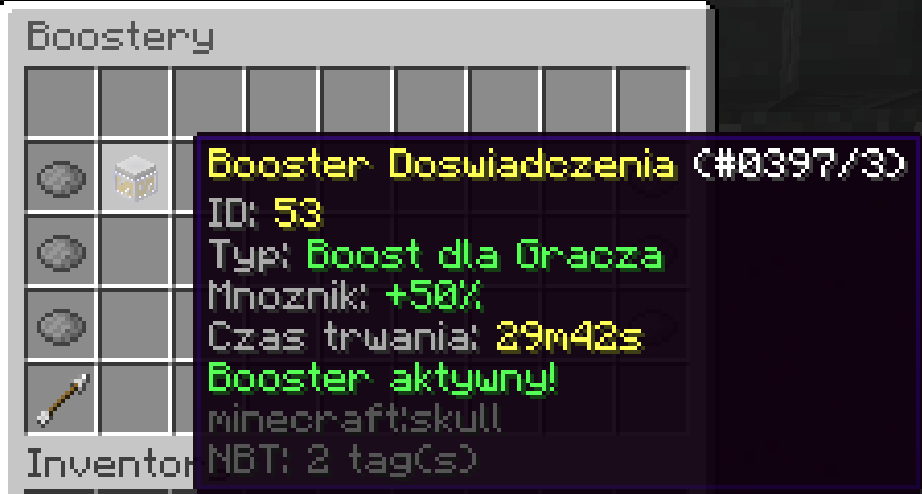 Boostery
Booster Doswiadczenia (#0397/3)
ID: 53
Typ: Boost dla Gracza
Mnoznik: +50%
Czas trwania: 29m42s
Booster aktywny!
minecraft:skull
NBT: 2 tag(s)
Inventor